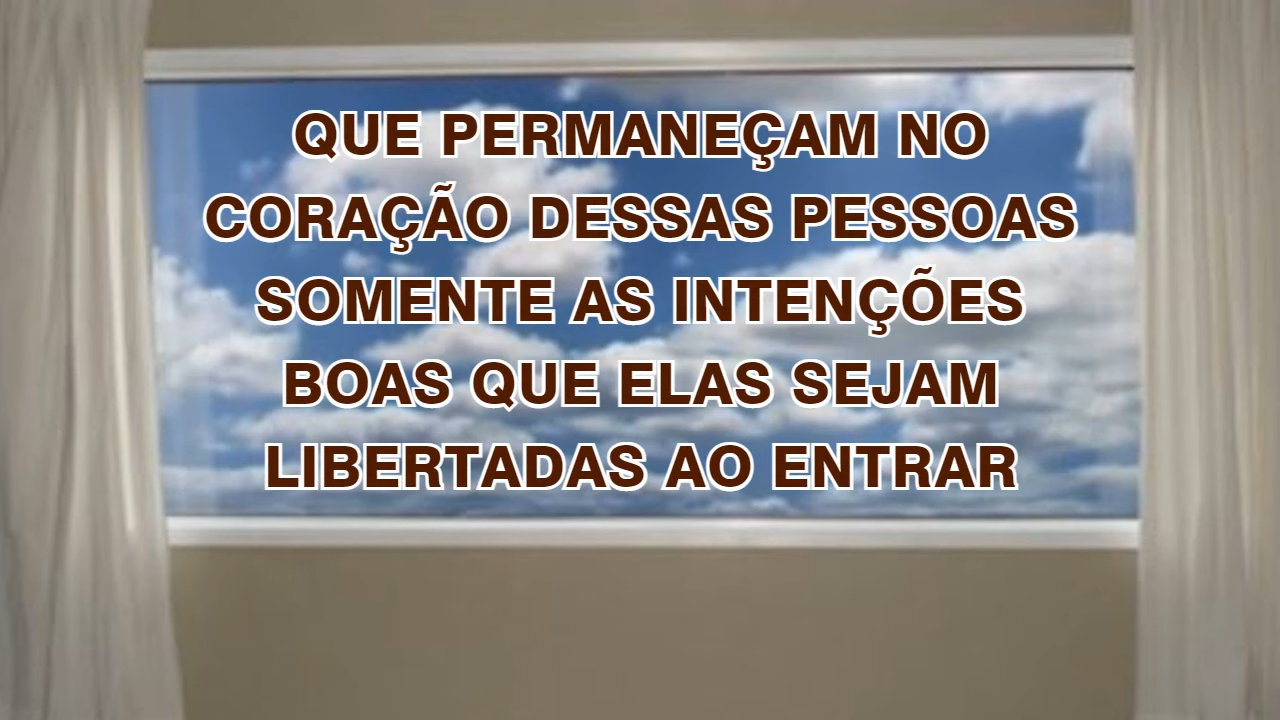 QUE PERMANEÇAM NO
CORAÇÃO DESSAS PESSOAS
SOMENTE AS INTENÇÕES
BOAS QUE ELAS SEJAM
LIBERTADAS AO ENTRAR